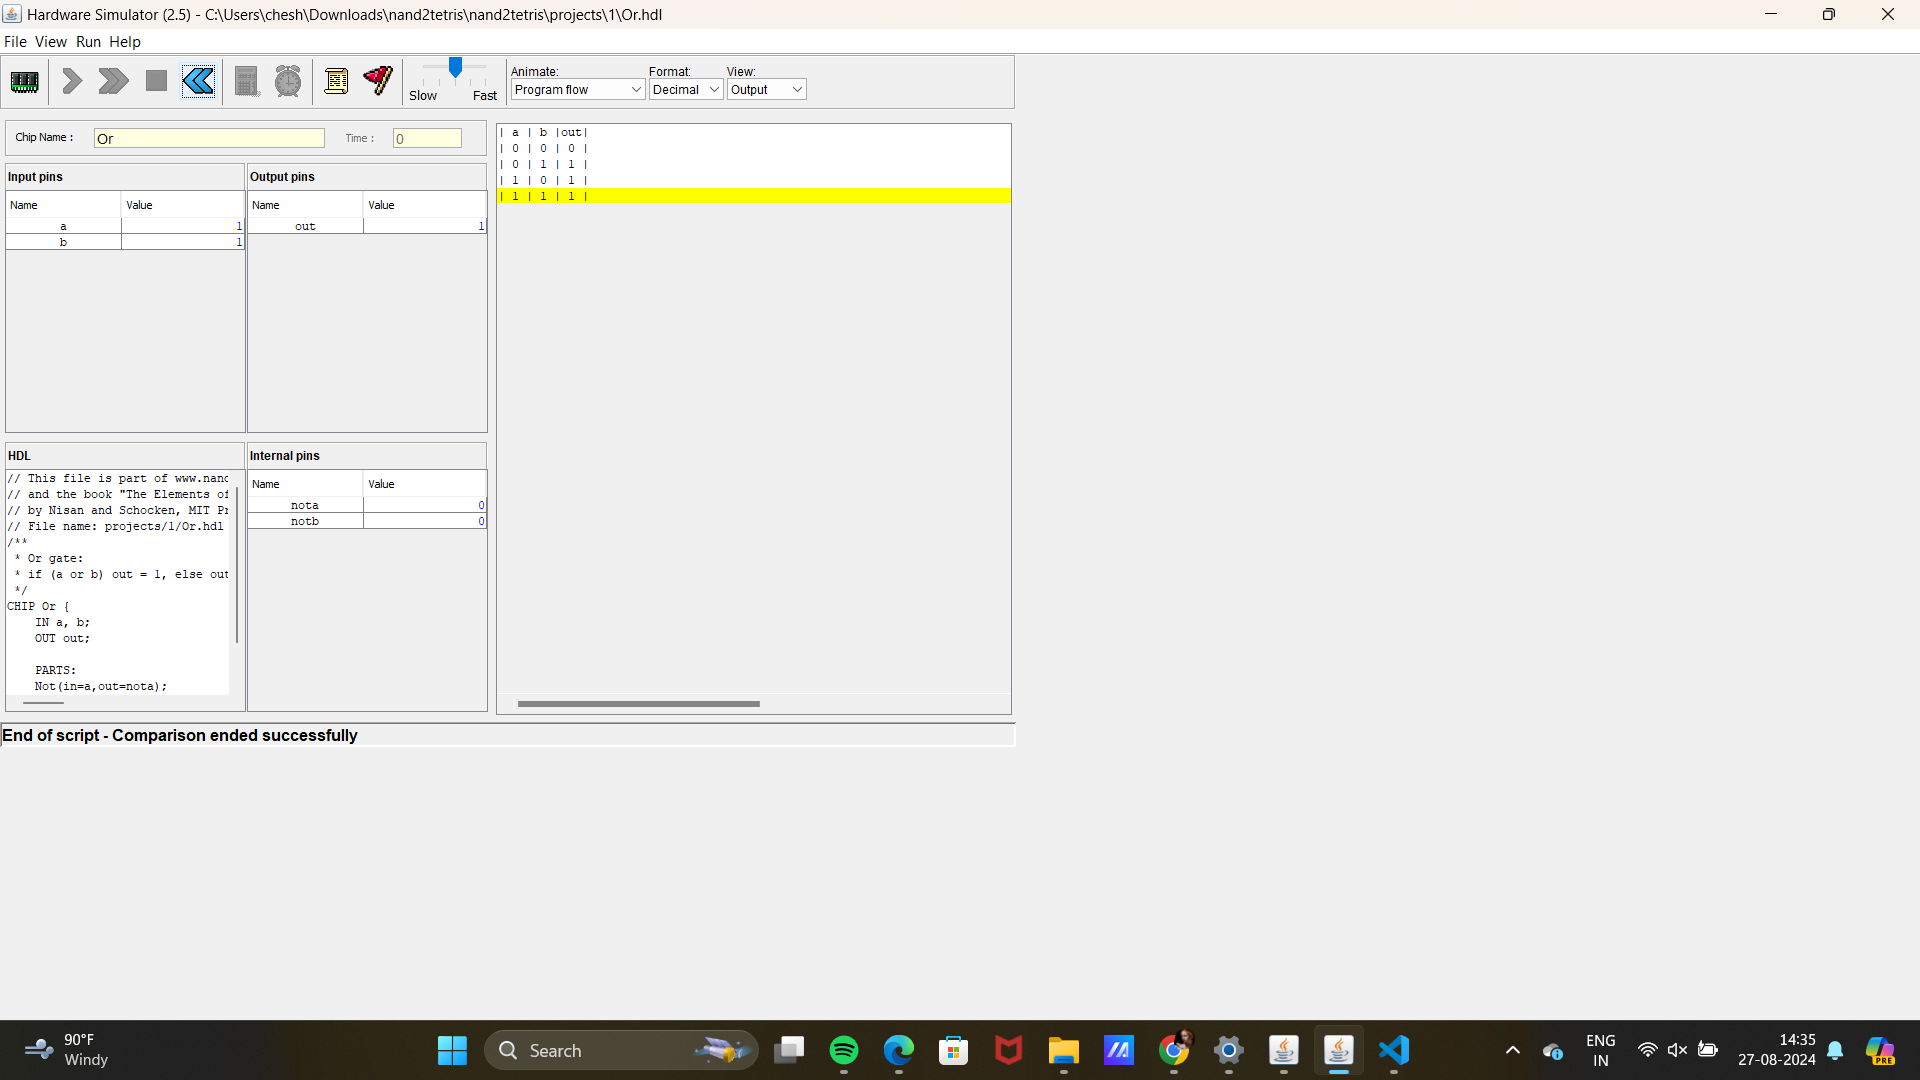 Hardware Simulator (2.5) - C:\Users\chesh\Downloads\nand2tetris\nand2tetris\projects\1\Or.hdl
File View Run Help
Slow Fast
Animate: Format: View:
Program flow Decimal Output
Chip Name : Or Time : 0
| a | b |out|
| 0 | 0 | 0 |
| 0 | 1 | 1 |
| 1 | 0 | 1 |
| 1 | 1 | 1 |
Input pins
Name Value
a 1
b 1
Output pins
Name Value
out 1
HDL
// This file is part of www.nand
// and the book "The Elements of
// by Nisan and Schocken, MIT Pr
// File name: projects/1/Or.hdl
/**
* Or gate:
* if (a or b) out = 1, else out
*/
CHIP Or {
IN a, b;
OUT out;
PARTS:
Not(in=a,out=nota);
Internal pins
Name Value
nota 0
notb 0
End of script - Comparison ended successfully
90°F
Windy
Search
PRE
ENG
IN
14:35
27-08-2024